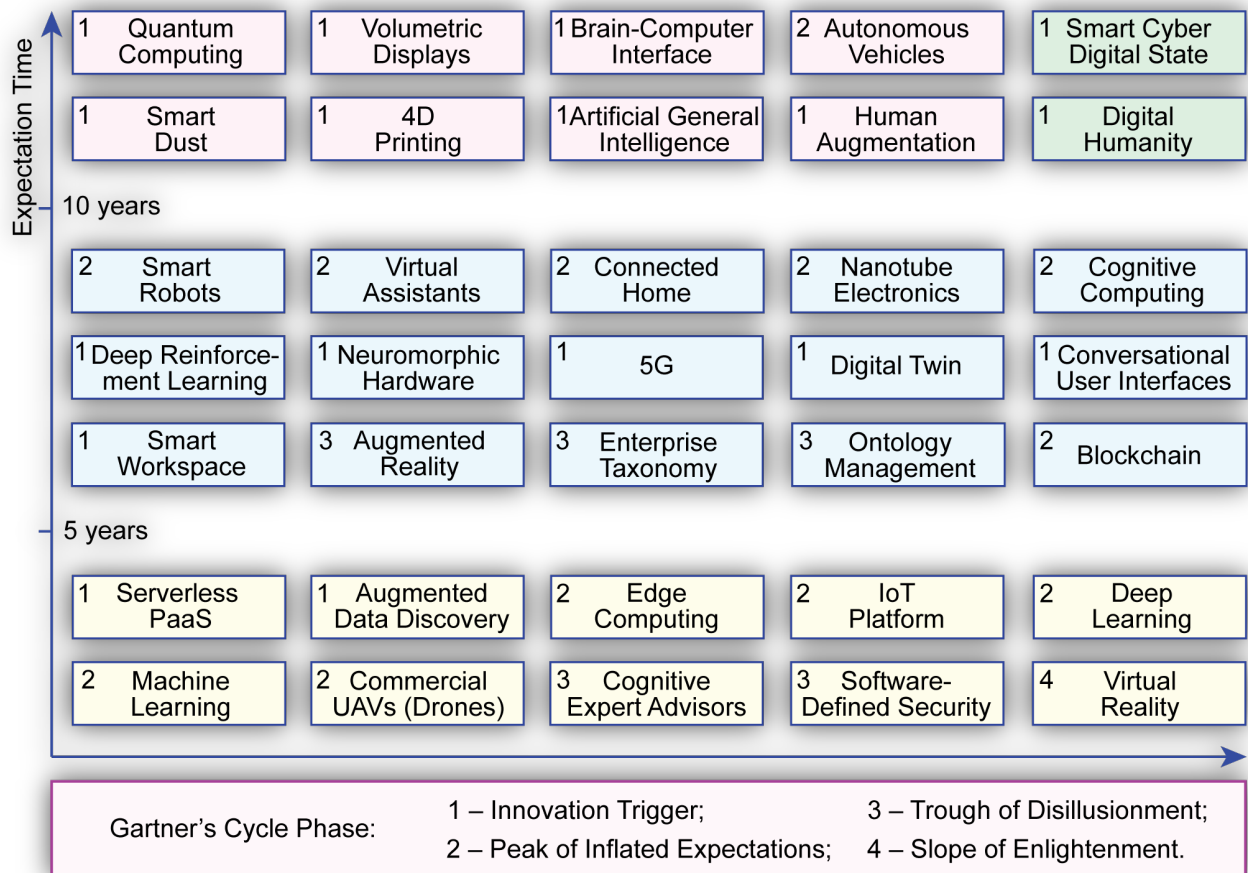 Expectation Time
1 Quantum Computing
1 Volumetric Displays
1 Brain-Computer Interface
2 Autonomous Vehicles
1 Smart Cyber Digital State
1 Smart Dust
1 4D Printing
1 Artificial General Intelligence
1 Human Augmentation
1 Digital Humanity
10 years
2 Smart Robots
2 Virtual Assistants
2 Connected Home
2 Nanotube Electronics
2 Cognitive Computing
1 Deep Reinforce-
ment Learning
1 Neuromorphic Hardware
1 5G
1 Digital Twin
1 Conversational User Interfaces
1 Smart Workspace
3 Augmented Reality
3 Enterprise Taxonomy
3 Ontology Management
2 Blockchain
5 years
1 Serverless PaaS
1 Augmented Data Discovery
2 Edge Computing
2 IoT Platform
2 Deep Learning
2 Machine Learning
2 Commercial UAVs (Drones)
3 Cognitive Expert Advisors
3 Software-
Defined Security
4 Virtual Reality
Gartner's Cycle Phase:
1 – Innovation Trigger;
2 – Peak of Inflated Expectations;
3 – Trough of Disillusionment;
4 – Slope of Enlightenment.